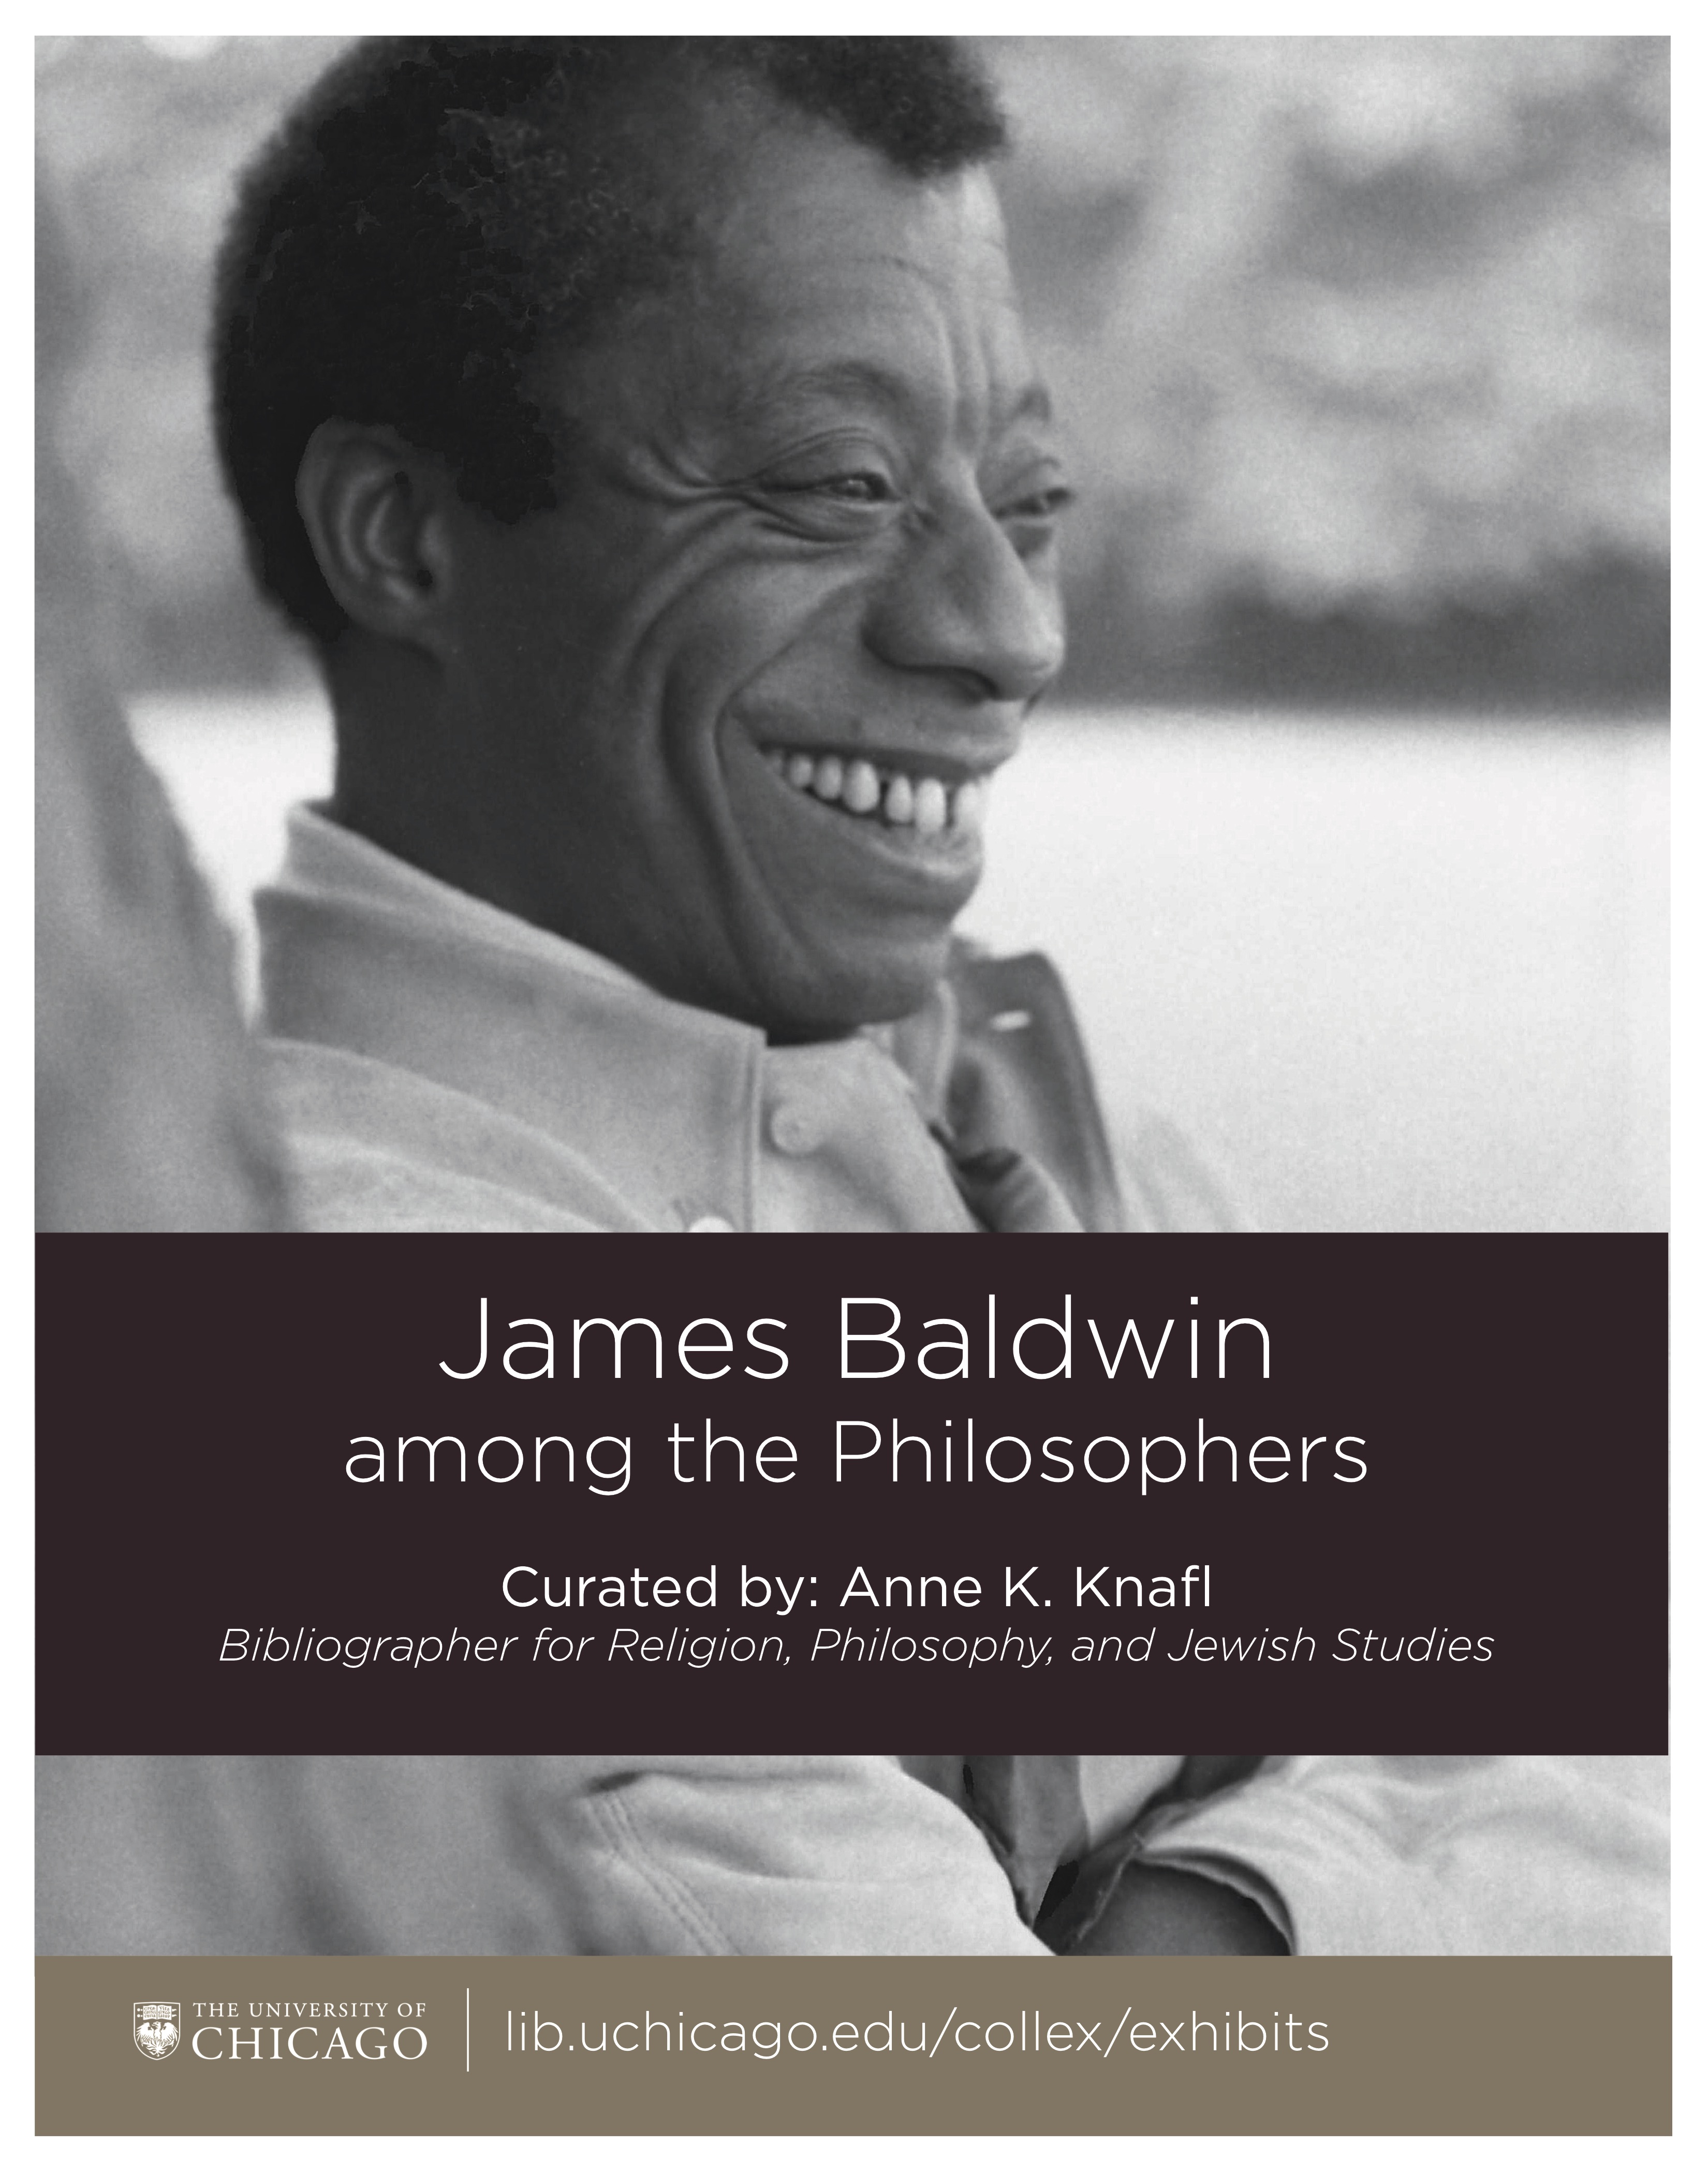 James Baldwin
among the Philosophers
Curated by: Anne K. Knafl
Bibliographer for Religion, Philosophy, and Jewish Studies
THE UNIVERSITY OF
CHICAGO
lib.uchicago.edu/collex/exhibits